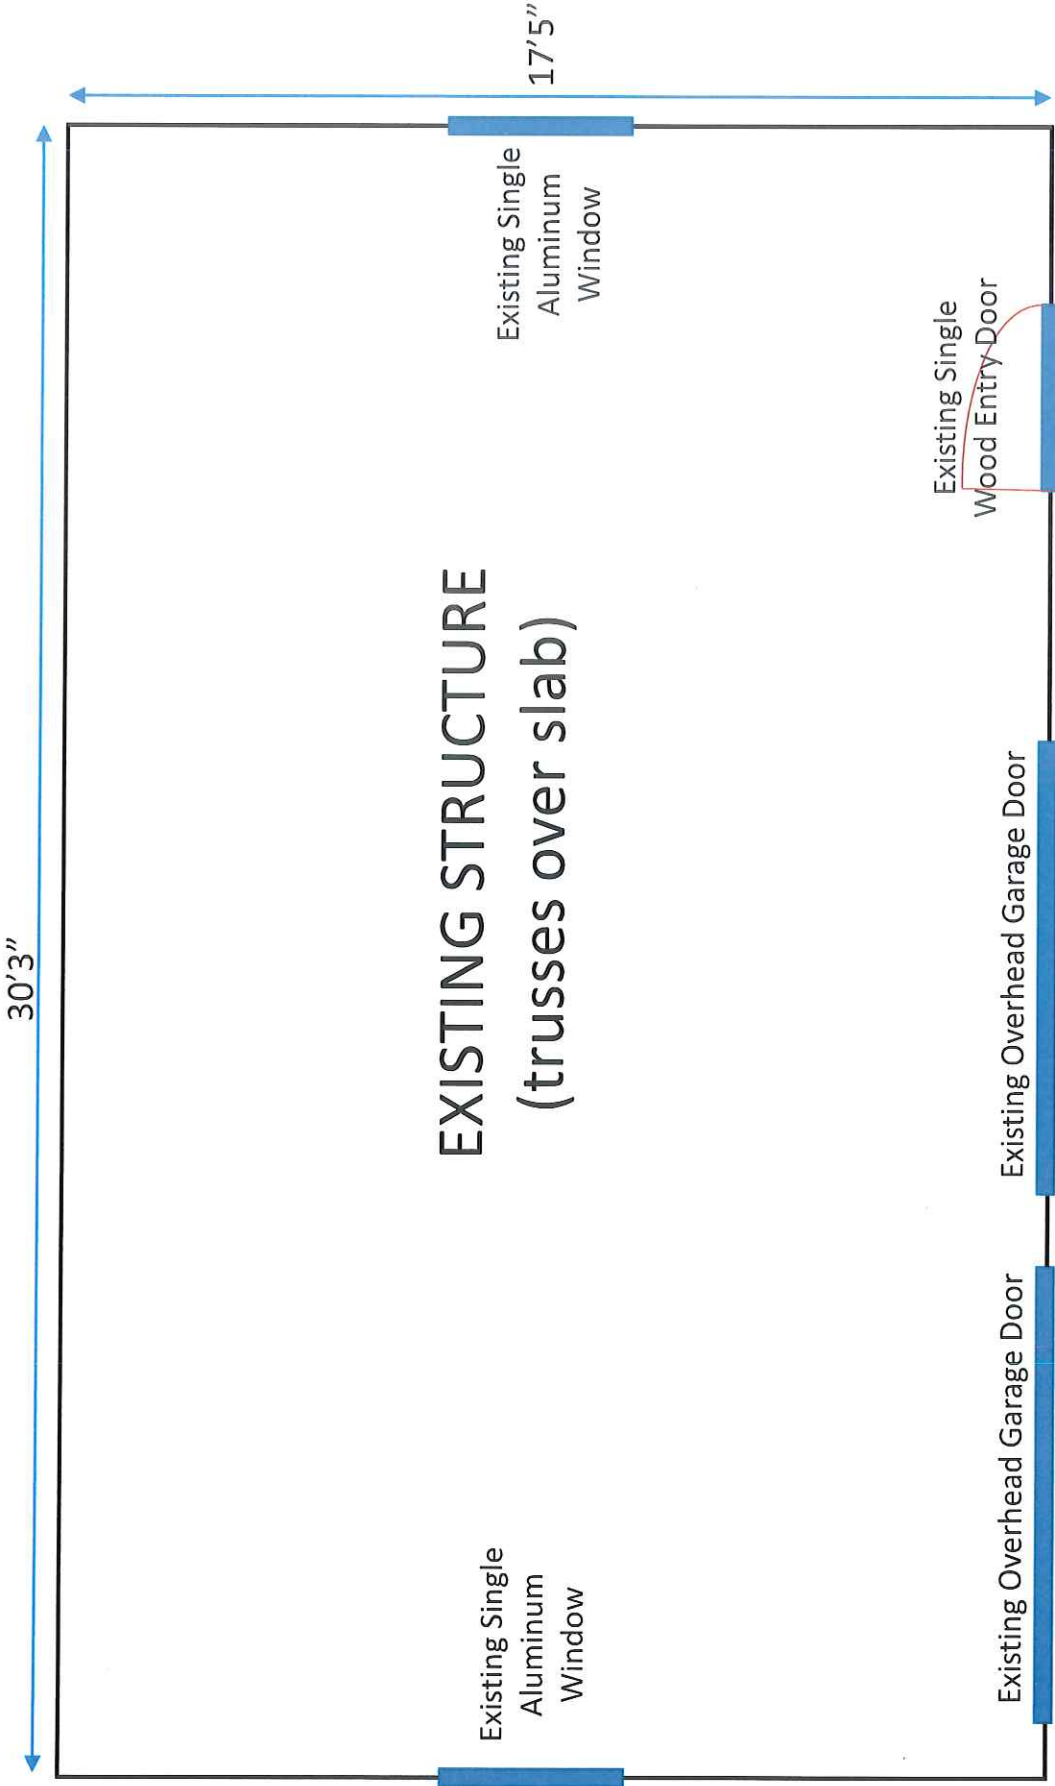 30’3”
17’5”
Existing Single
Aluminum
Window
EXISTING STRUCTURE
(trusses over slab)
Existing Single
Aluminum
Window
Existing Overhead Garage Door
Existing Overhead Garage Door
Existing Single
Wood Entry Door